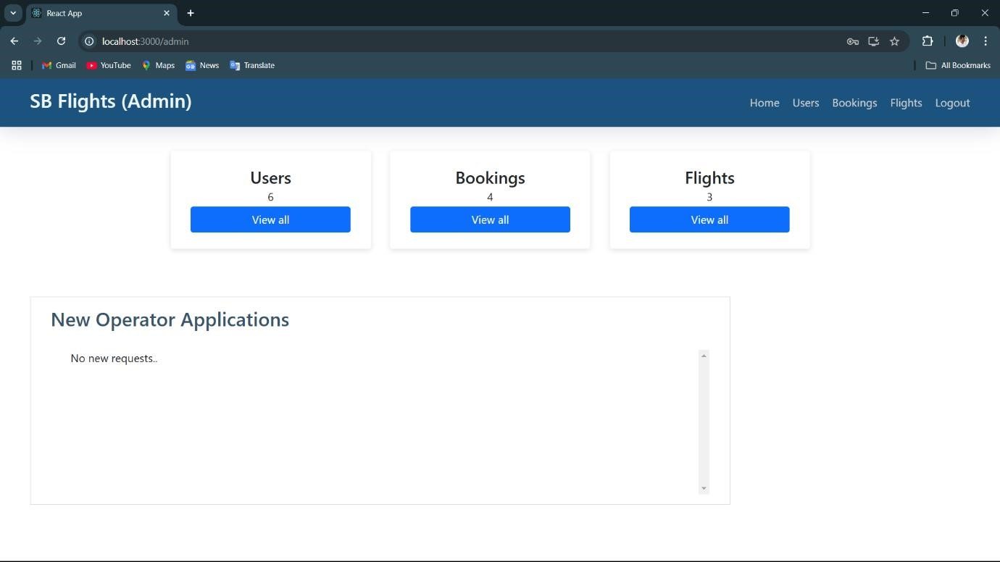 React App
localhost:3000/admin
Gmail YouTube Maps News Translate All Bookmarks
SB Flights (Admin) Home Users Bookings Flights Logout
Users Bookings Flights
6 4 3
View all View all View all
New Operator Applications
No new requests..